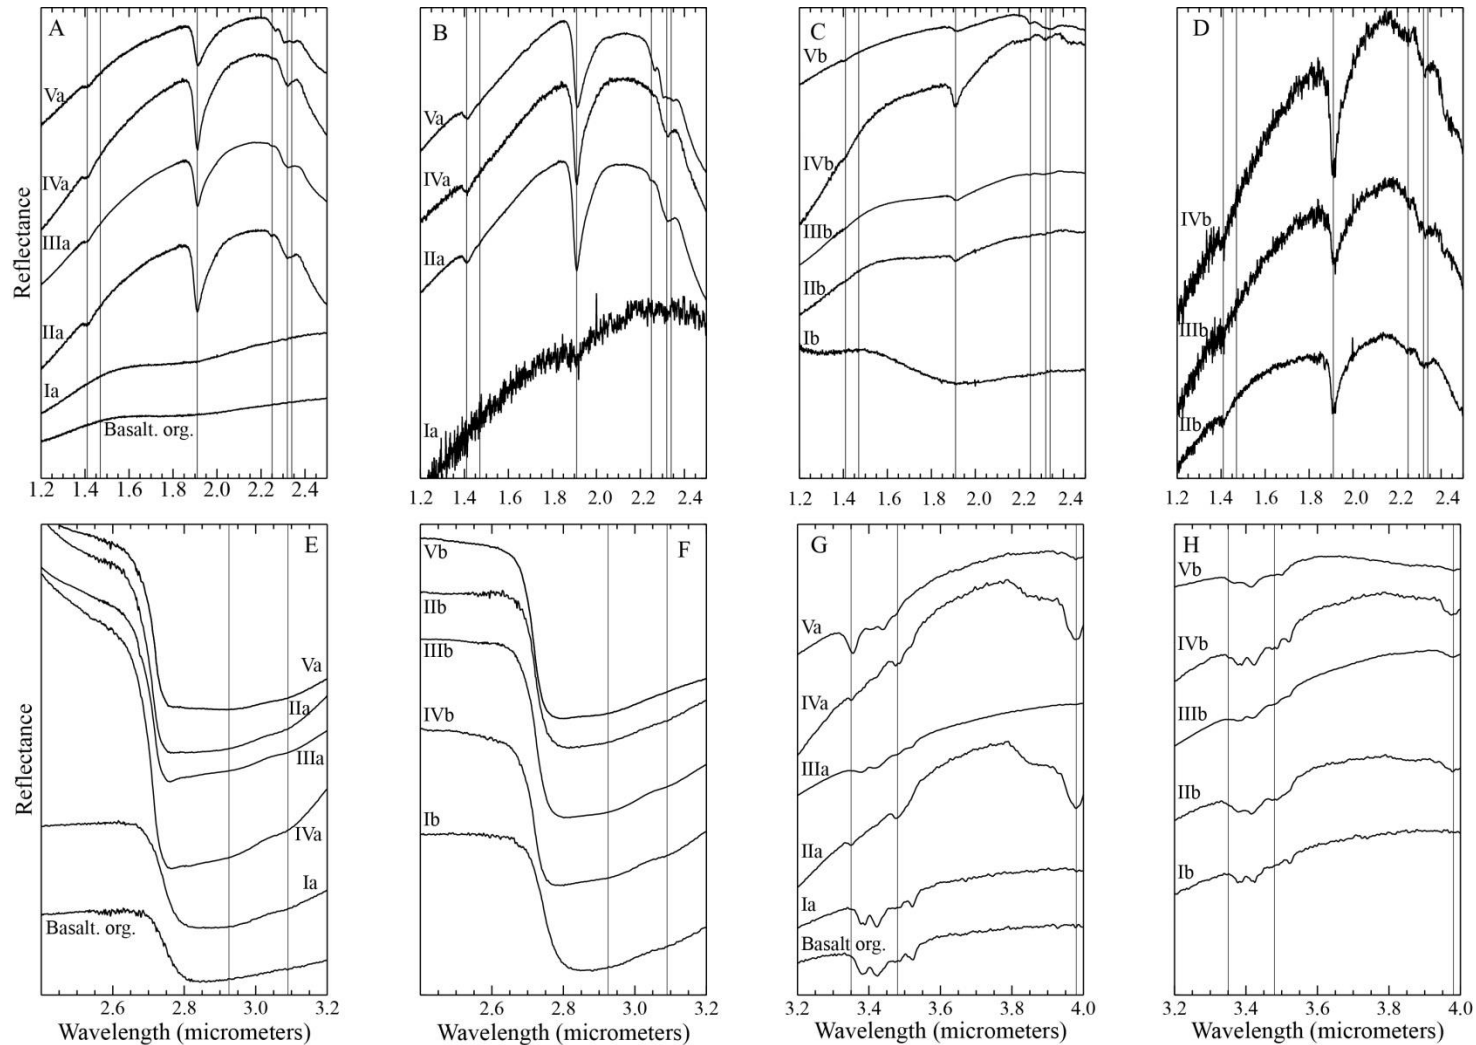 A
Va
IVa
IIIa
IIa
Ia
Basalt. org.
Reflectance
1.2 1.4 1.6 1.8 2.0 2.2 2.4
B
Va
IVa
IIa
Ia
1.2 1.4 1.6 1.8 2.0 2.2 2.4
C
Vb
IVb
IIIb
IIb
Ib
1.2 1.4 1.6 1.8 2.0 2.2 2.4
D
IVb
IIIb
IIb
1.2 1.4 1.6 1.8 2.0 2.2 2.4
E
Va
IIa
IIIa
IVa
Ia
Basalt. org.
Reflectance
2.6 2.8 3.0 3.2
Wavelength (micrometers)
F
Vb
IIb
IIIb
IVb
Ib
2.6 2.8 3.0 3.2
Wavelength (micrometers)
G
Va
IVa
IIIa
IIa
Ia
Basalt org.
3.2 3.4 3.6 3.8 4.0
Wavelength (micrometers)
H
Vb
IVb
IIIb
IIb
Ib
3.2 3.4 3.6 3.8 4.0
Wavelength (micrometers)